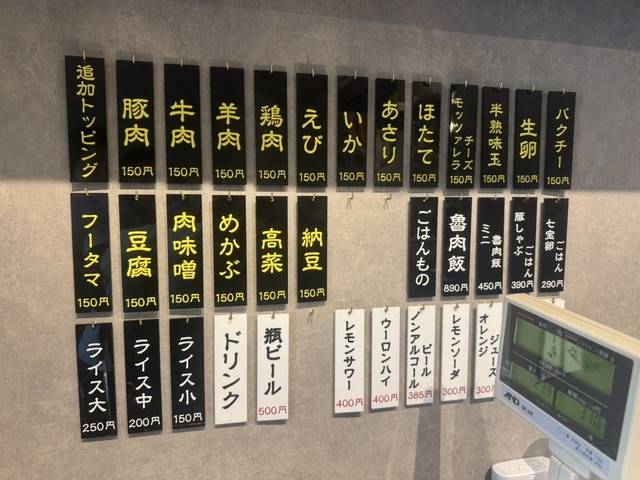 追加トッピング
豚肉
150円
牛肉
150円
羊肉
150円
鶏肉
150円
えび
150円
いか
150円
あさり
150円
ほたて
150円
モッツァレラ
チーズ
150円
半熟味玉
150円
生卵
150円
パクチー
150円
フータマ
150円
豆腐
150円
肉味噌
150円
めかぶ
150円
高菜
150円
納豆
150円
ごはんもの
魯肉飯
890円
ミニ
魯肉飯
450円
豚しゃぶ
ごはん
390円
七宝卵
ごはん
290円
ライス大
250円
ライス中
200円
ライス小
150円
ドリンク
瓶ビール
500円
レモンサワー
400円
ウーロンハイ
400円
ノンアルコール
ビール
385円
レモンソーダ
300円
オレンジ
ジュース
300円
AND